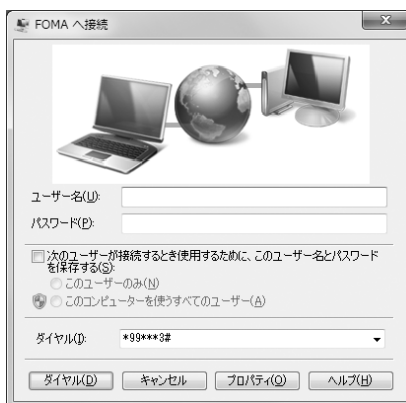 FOMA へ接続
ユーザー名(U):
パスワード(P):
次のユーザーが接続するとき使用するために、このユーザー名とパスワード
を保存する(S):
このユーザーのみ(N)
このコンピューターを使うすべてのユーザー(A)
ダイヤル(I): *99***3#
ダイヤル(D) キャンセル プロパティ(O) ヘルプ(H)